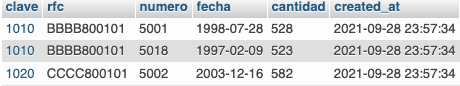 clave rfc numero fecha cantidad created_at
1010 BBBB800101 5001 1998-07-28 528 2021-09-28 23:57:34
1010 BBBB800101 5018 1997-02-09 523 2021-09-28 23:57:34
1020 CCCC800101 5002 2003-12-16 582 2021-09-28 23:57:34